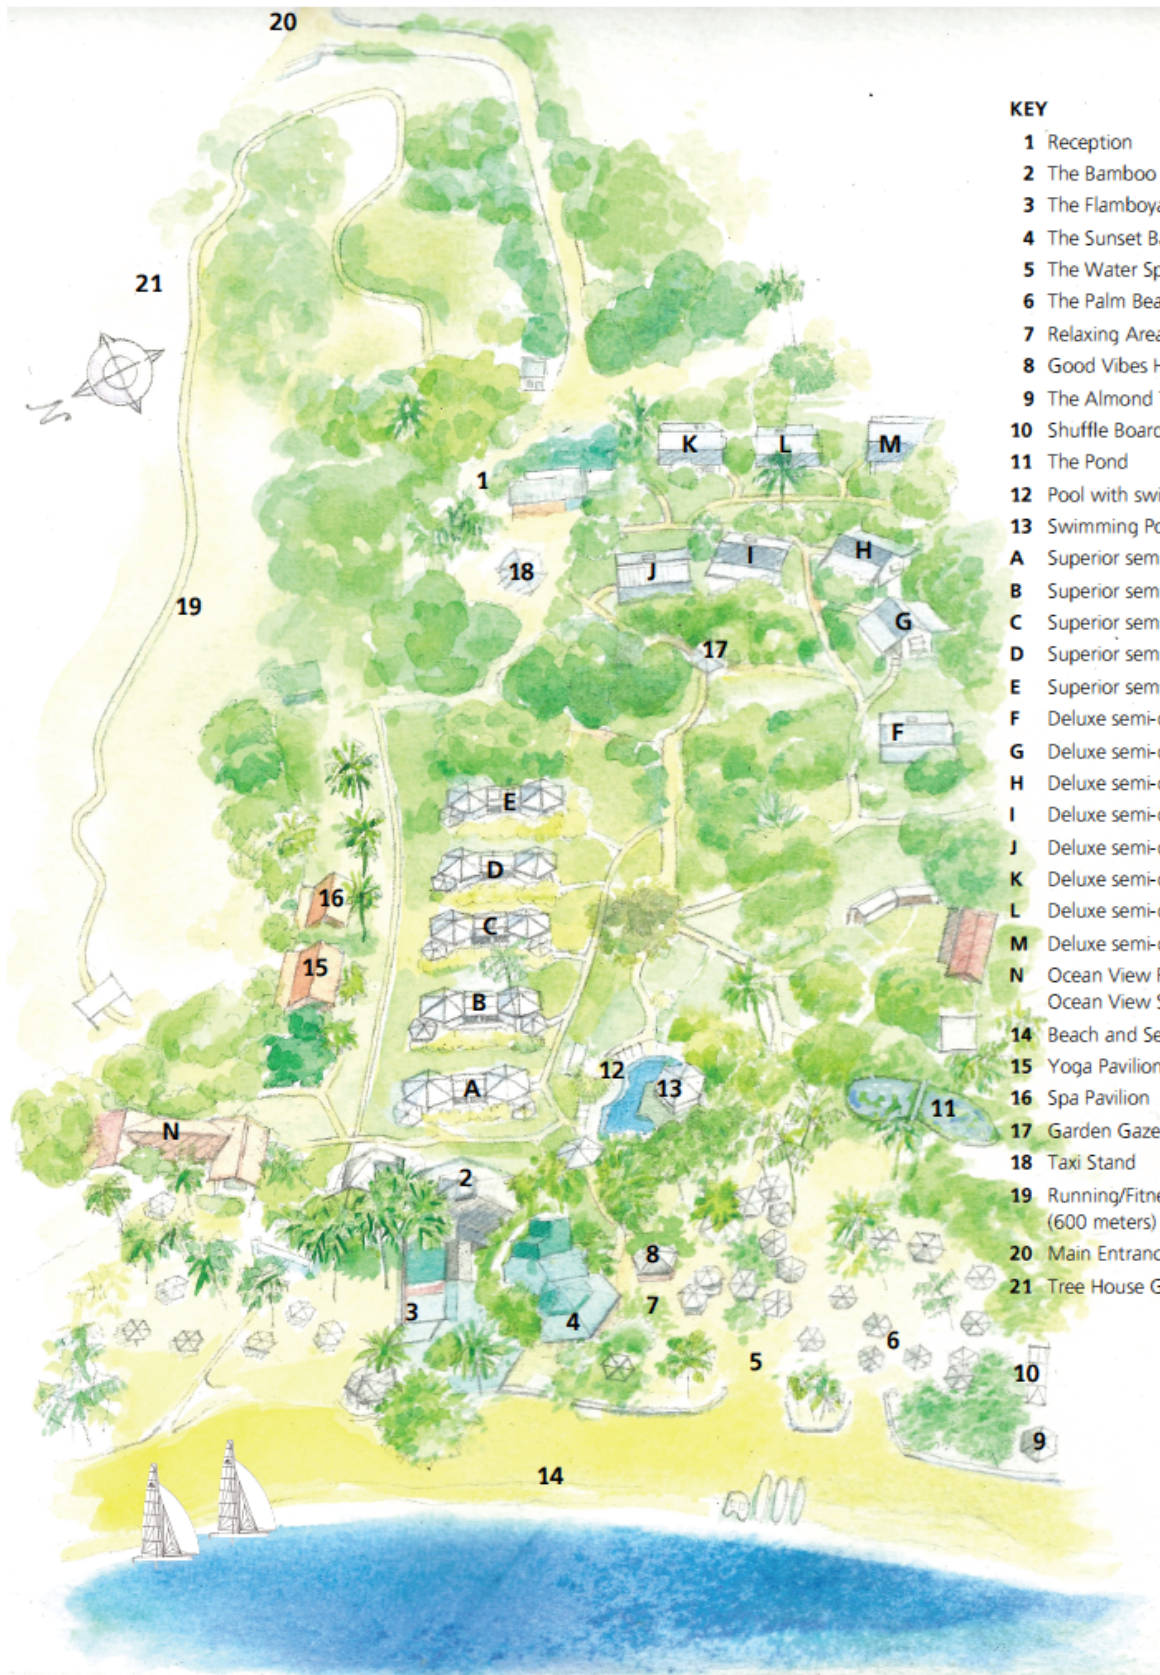 20
21
N
K
L
M
1
18
J
I
H
G
19
17
F
E
D
16
C
15
B
12
13
A
11
N
2
8
7
3
4
5
6
10
9
14
KEY
1 Reception
2 The Bamboo
3 The Flamboya
4 The Sunset Ba
5 The Water Sp
6 The Palm Bea
7 Relaxing Area
8 Good Vibes H
9 The Almond T
10 Shuffle Board
11 The Pond
12 Pool with swi
13 Swimming Po
A Superior sem
B Superior sem
C Superior sem
D Superior sem
E Superior sem
F Deluxe semi-d
G Deluxe semi-d
H Deluxe semi-d
I Deluxe semi-d
J Deluxe semi-d
K Deluxe semi-d
L Deluxe semi-d
M Deluxe semi-d
N Ocean View R
Ocean View S
14 Beach and Se
15 Yoga Pavilion
16 Spa Pavilion
17 Garden Gaze
18 Taxi Stand
19 Running/Fitne
(600 meters)
20 Main Entranc
21 Tree House G